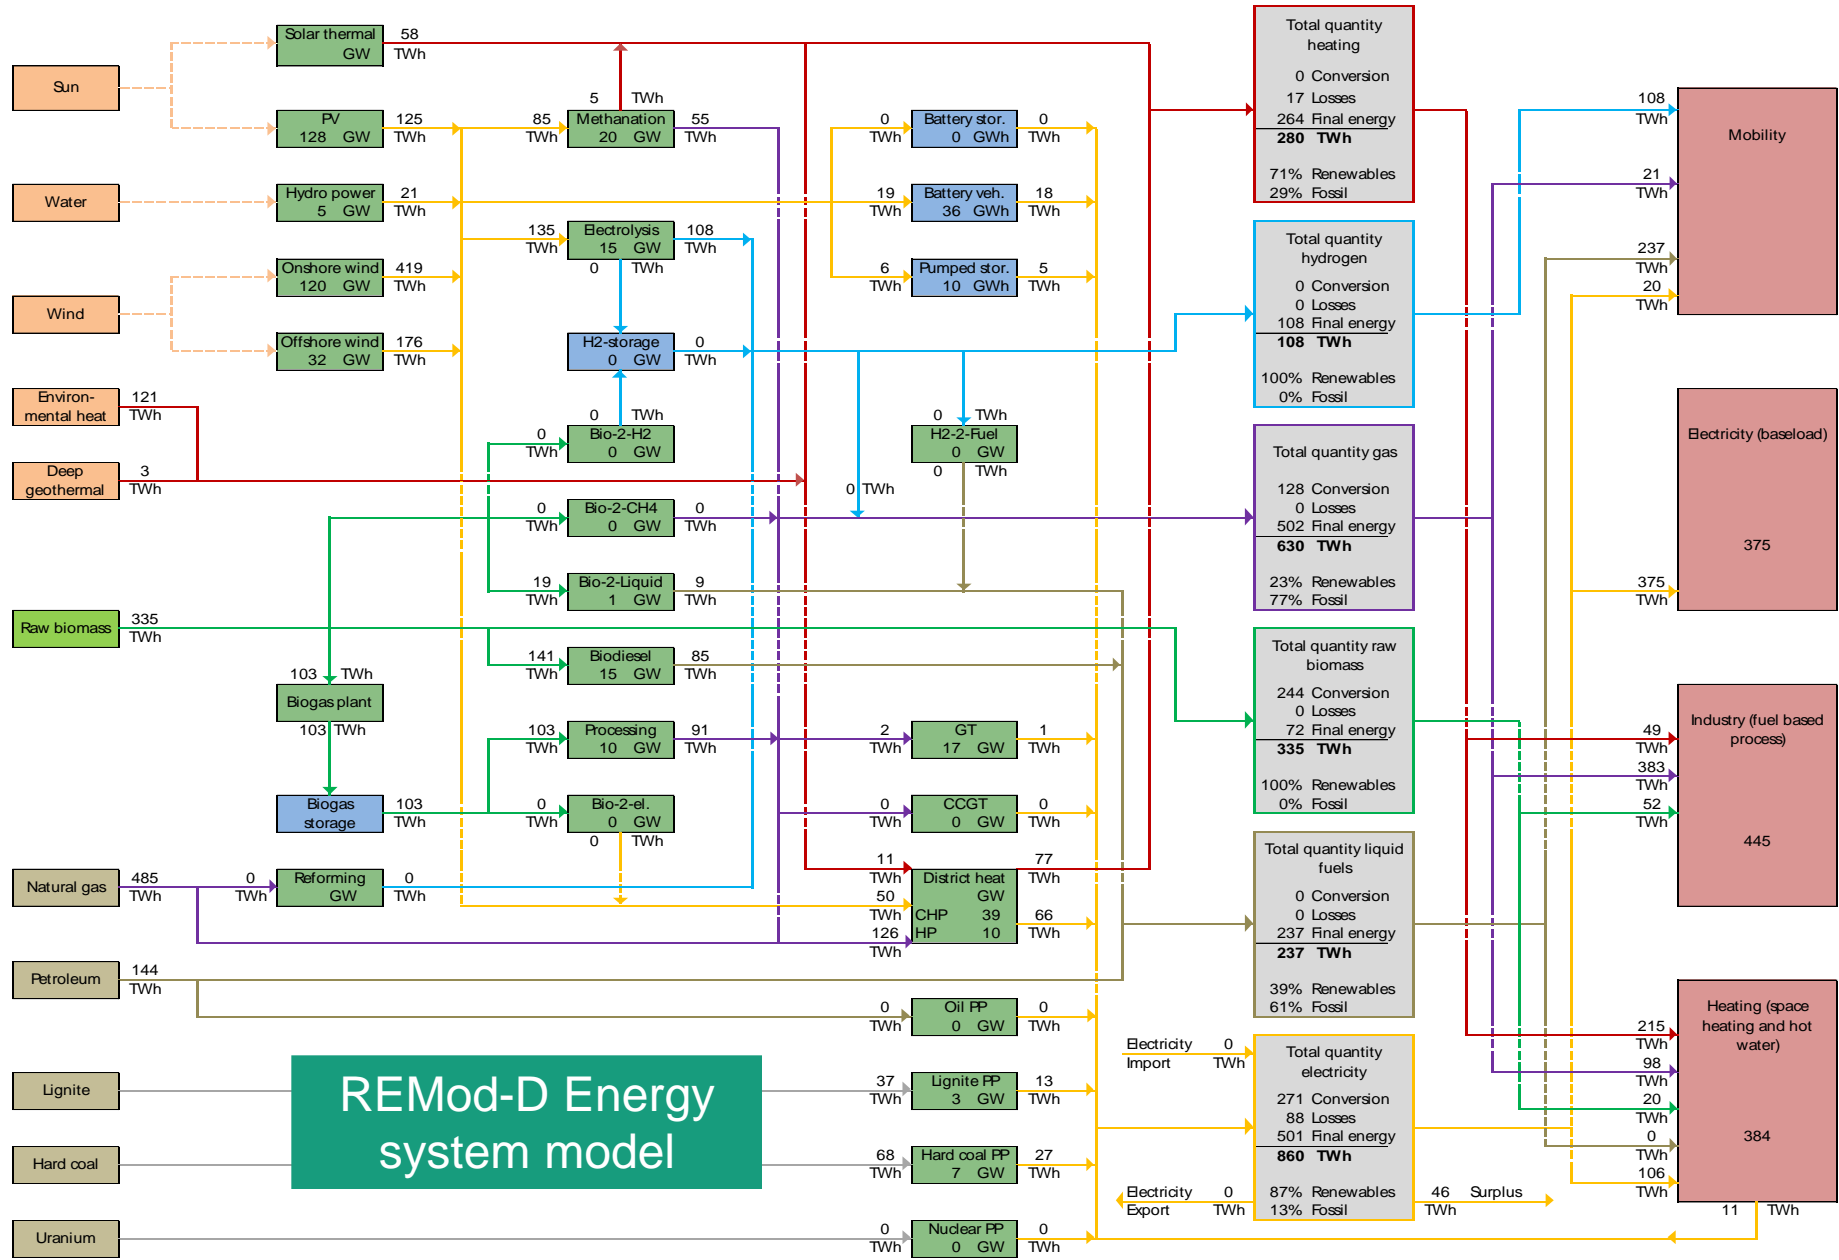 Sun
Water
Wind
Environ-
mental heat
121
TWh
Deep
geothermal
3
TWh
Raw biomass
335
TWh
Natural gas
485
TWh
Petroleum
144
TWh
Lignite
Hard coal
Uranium
Solar thermal
GW
58
TWh
PV
128 GW
125
TWh
Hydro power
5 GW
21
TWh
Onshore wind
120 GW
419
TWh
Offshore wind
32 GW
176
TWh
103 TWh
Biogas plant
103 TWh
Biogas
storage
103
TWh
0
TWh
Reforming
GW
0
TWh
5 TWh
85
TWh
Methanation
20 GW
55
TWh
135
TWh
Electrolysis
15 GW
108
TWh
0 TWh
H2-storage
0 GW
0
TWh
0 TWh
0
TWh
Bio-2-H2
0 GW
0
TWh
Bio-2-CH4
0 GW
0
TWh
19
TWh
Bio-2-Liquid
1 GW
9
TWh
141
TWh
Biodiesel
15 GW
85
TWh
103
TWh
Processing
10 GW
91
TWh
0
TWh
Bio-2-el.
0 GW
0 TWh
0
TWh
Battery stor.
0 GWh
0
TWh
19
TWh
Battery veh.
36 GWh
18
TWh
6
TWh
Pumped stor.
10 GWh
5
TWh
0 TWh
H2-2-Fuel
0 GW
0 TWh
0 TWh
2
TWh
GT
17 GW
1
TWh
0
TWh
CCGT
0 GW
0
TWh
11
TWh
50
TWh
126
TWh
District heat
GW
CHP 39
HP 10
77
TWh
66
TWh
0
TWh
Oil PP
0 GW
0
TWh
37
TWh
Lignite PP
3 GW
13
TWh
68
TWh
Hard coal PP
7 GW
27
TWh
0
TWh
Nuclear PP
0 GW
0
TWh
REMod-D Energy
system model
Total quantity
heating
0 Conversion
17 Losses
264 Final energy
280 TWh
71% Renewables
29% Fossil
Total quantity
hydrogen
0 Conversion
0 Losses
108 Final energy
108 TWh
100% Renewables
0% Fossil
Total quantity gas
128 Conversion
0 Losses
502 Final energy
630 TWh
23% Renewables
77% Fossil
Total quantity raw
biomass
244 Conversion
0 Losses
72 Final energy
335 TWh
100% Renewables
0% Fossil
Total quantity liquid
fuels
0 Conversion
0 Losses
237 Final energy
237 TWh
39% Renewables
61% Fossil
Electricity
Import
0
TWh
Total quantity
electricity
271 Conversion
88 Losses
501 Final energy
860 TWh
87% Renewables
13% Fossil
Electricity
Export
0
TWh
46 Surplus
TWh
108
TWh
21
TWh
237
TWh
20
TWh
Mobility
375
TWh
Electricity (baseload)
375
49
TWh
383
TWh
52
TWh
Industry (fuel based
process)
445
215
TWh
98
TWh
20
TWh
0
TWh
106
TWh
Heating (space
heating and hot
water)
384
11 TWh